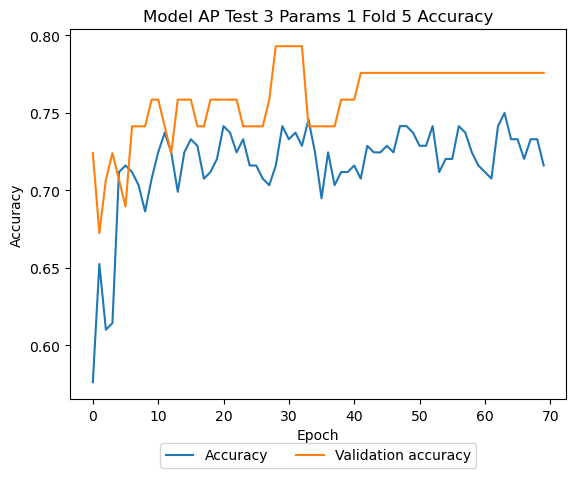 Model AP Test 3 Params 1 Fold 5 Accuracy
0.80
0.75
0.70
0.65
0.60
Accuracy
0 10 20 30 40 50 60 70
Epoch
Accuracy Validation accuracy